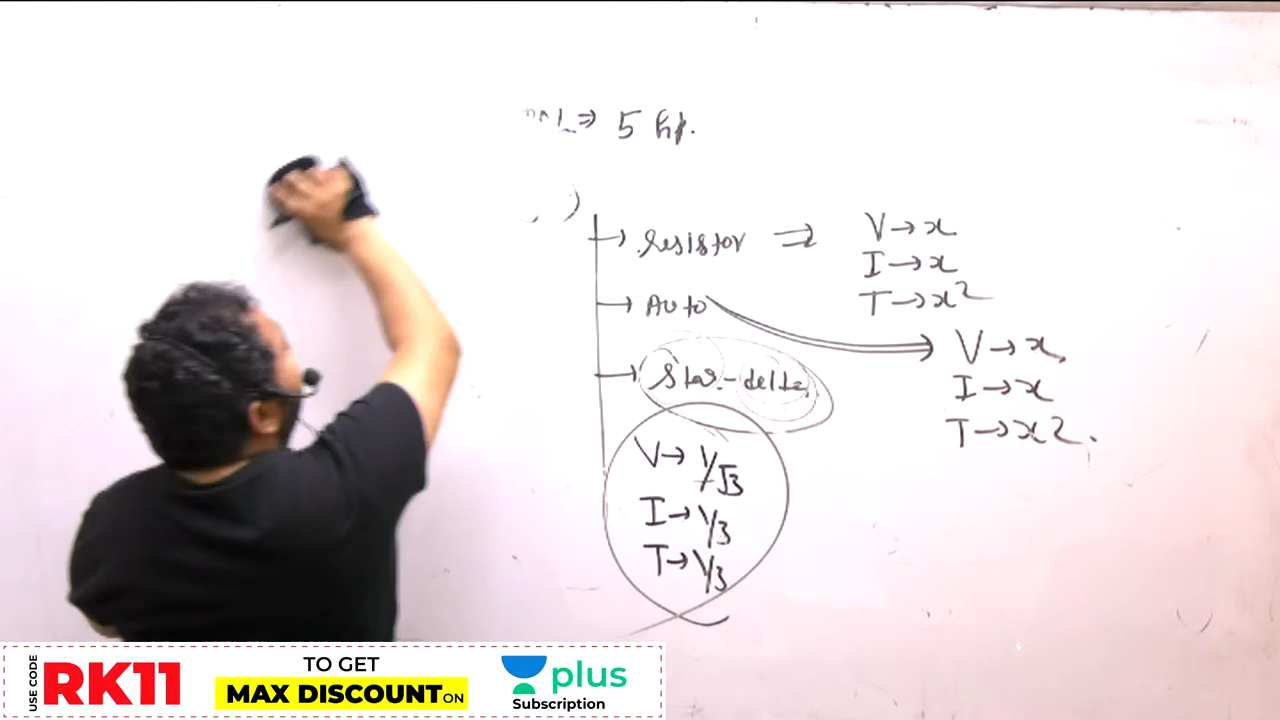 ⇒ 5 hp.
→ Resistor ⇒ V → x
I → x
T → x²
→ Auto V → x,
I → x
T → x2.
→ Star-delta
V → 1/√3
I → 1/3
T → 1/3
USE CODE RK11
TO GET
MAX DISCOUNT ON
plus
Subscription